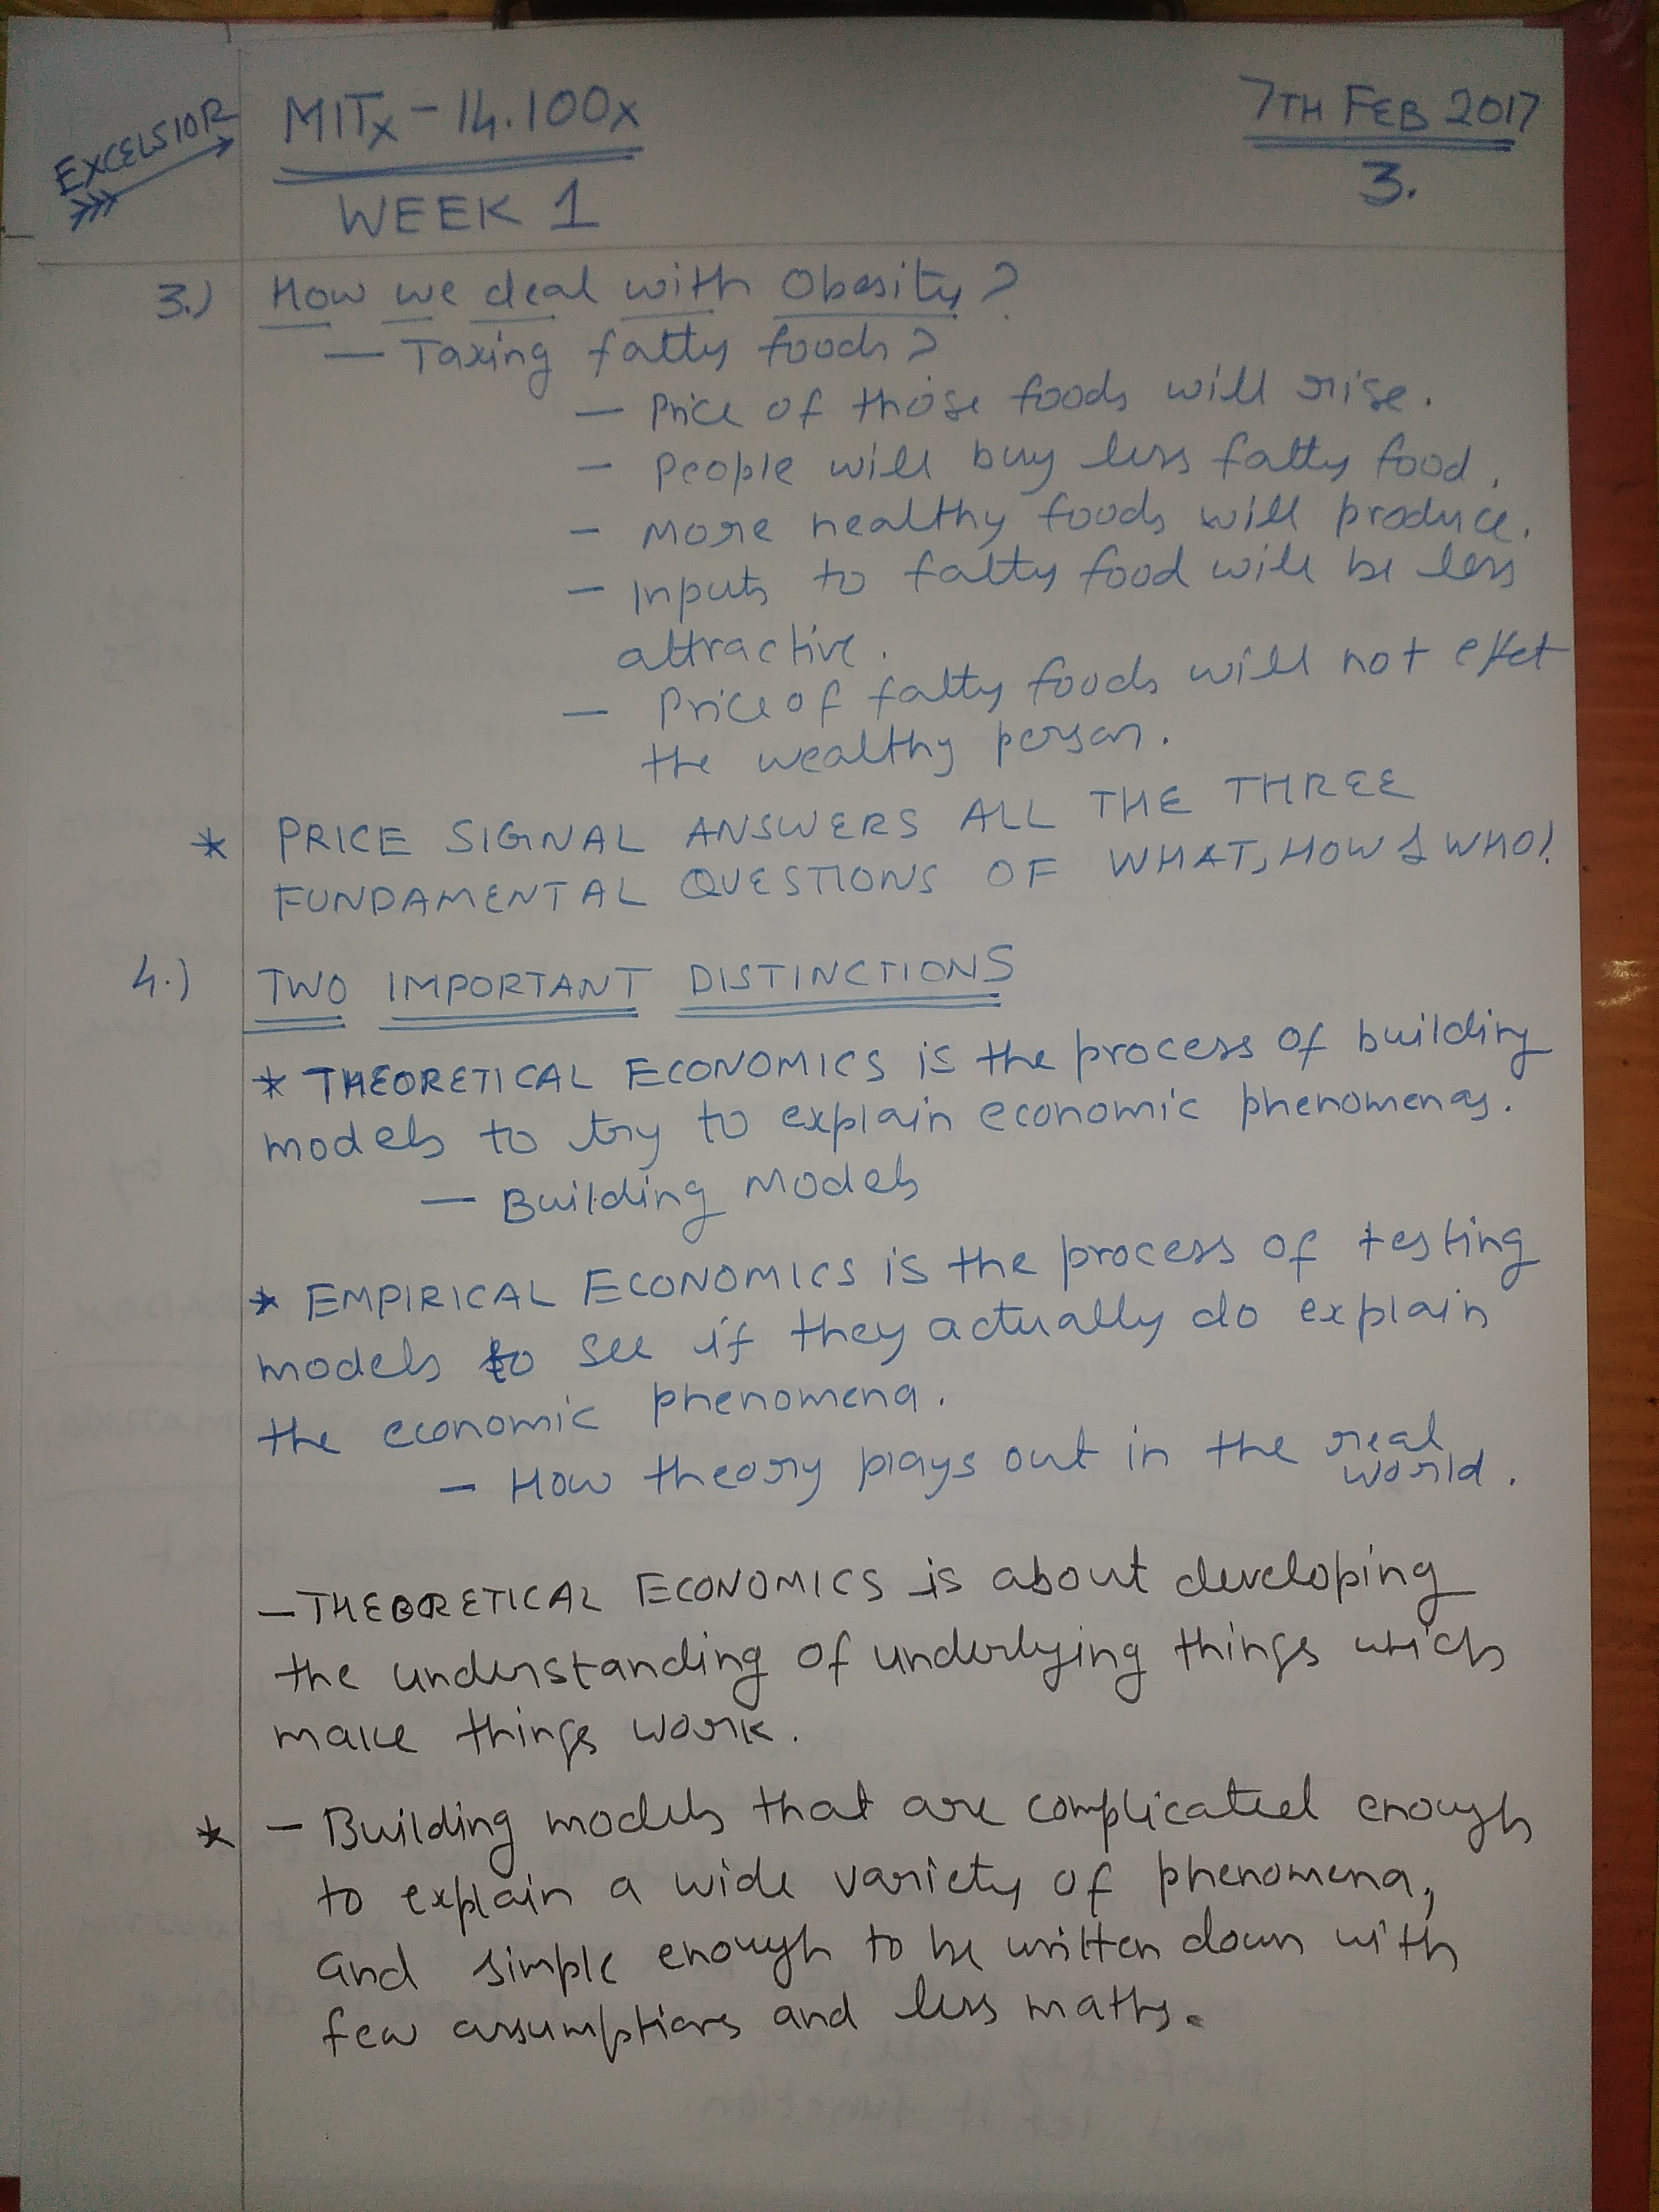 EXCELSIOR
MITx - 14.100x
WEEK 1
7TH FEB 2017
3.
3.) How we deal with Obesity?
— Taxing fatty foods?
— Price of those foods will rise.
— People will buy less fatty food.
— More healthy foods will produce.
— Inputs to fatty food will be less
attractive.
— Price of fatty foods will not effet
the wealthy person.
* PRICE SIGNAL ANSWERS ALL THE THREE
FUNDAMENTAL QUESTIONS OF WHAT, HOW & WHO!
4.) TWO IMPORTANT DISTINCTIONS
* THEORETICAL ECONOMICS is the process of building
models to try to explain economic phenomenas.
— Building Models
* EMPIRICAL ECONOMICS is the process of testing
models to see if they actually do explain
the economic phenomena.
— How theory plays out in the real
world.
— THEORETICAL ECONOMICS is about developing
the understanding of underlying things which
make things work.
* — Building models that are complicated enough
to explain a wide variety of phenomena,
and simple enough to be written down with
few assumptions and less maths.